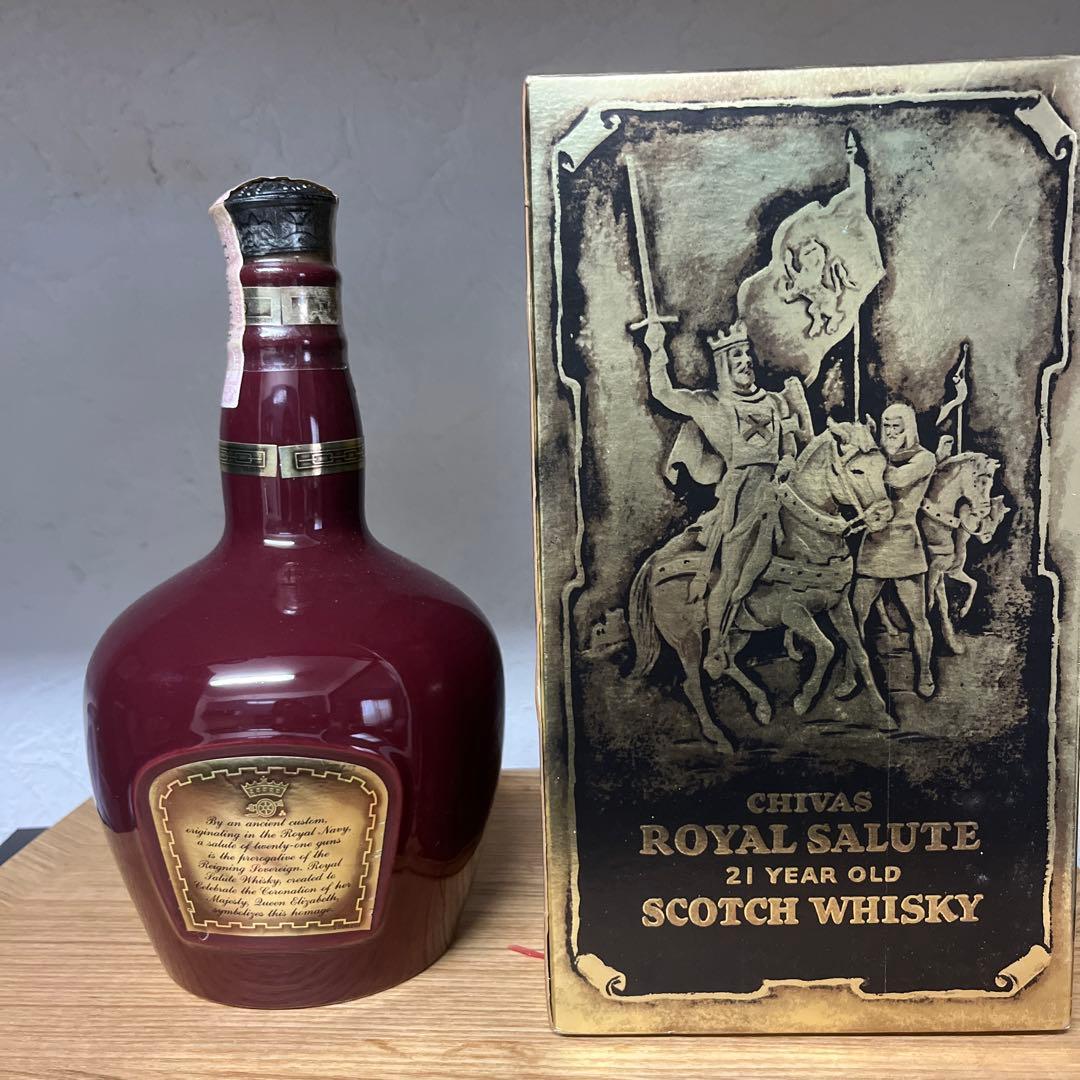 By an ancient custom,
originating in the Royal Navy,
a salute of twenty-one guns
is the prerogative of the
Reigning Sovereign. Royal
Salute Whisky, created to
Celebrate the Coronation of her
Majesty, Queen Elizabeth,
symbolizes this homage.
CHIVAS
ROYAL SALUTE
21 YEAR OLD
SCOTCH WHISKY